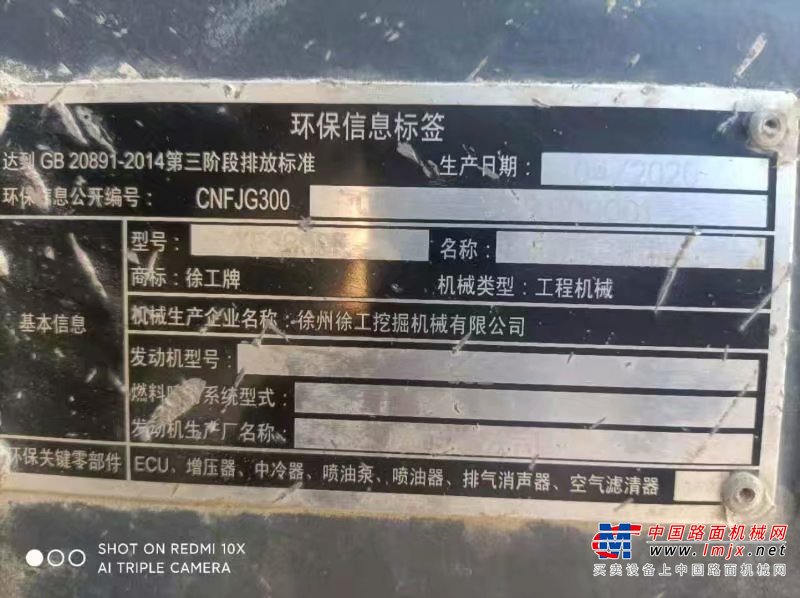 环保信息标签
达到 GB 20891-2014第三阶段排放标准
生产日期:
环保信息公开编号: CNFJG300
型号:
名称:
商标: 徐工牌
机械类型: 工程机械
基本信息
机械生产企业名称: 徐州徐工挖掘机械有限公司
发动机型号:
燃料喷射系统型式:
发动机生产厂名称:
环保关键零部件
ECU、增压器、中冷器、喷油泵、喷油器、排气消声器、空气滤清器
SHOT ON REDMI 10X
AI TRIPLE CAMERA
中国路面机械网
www.lmjx.net
买卖设备上中国路面机械网